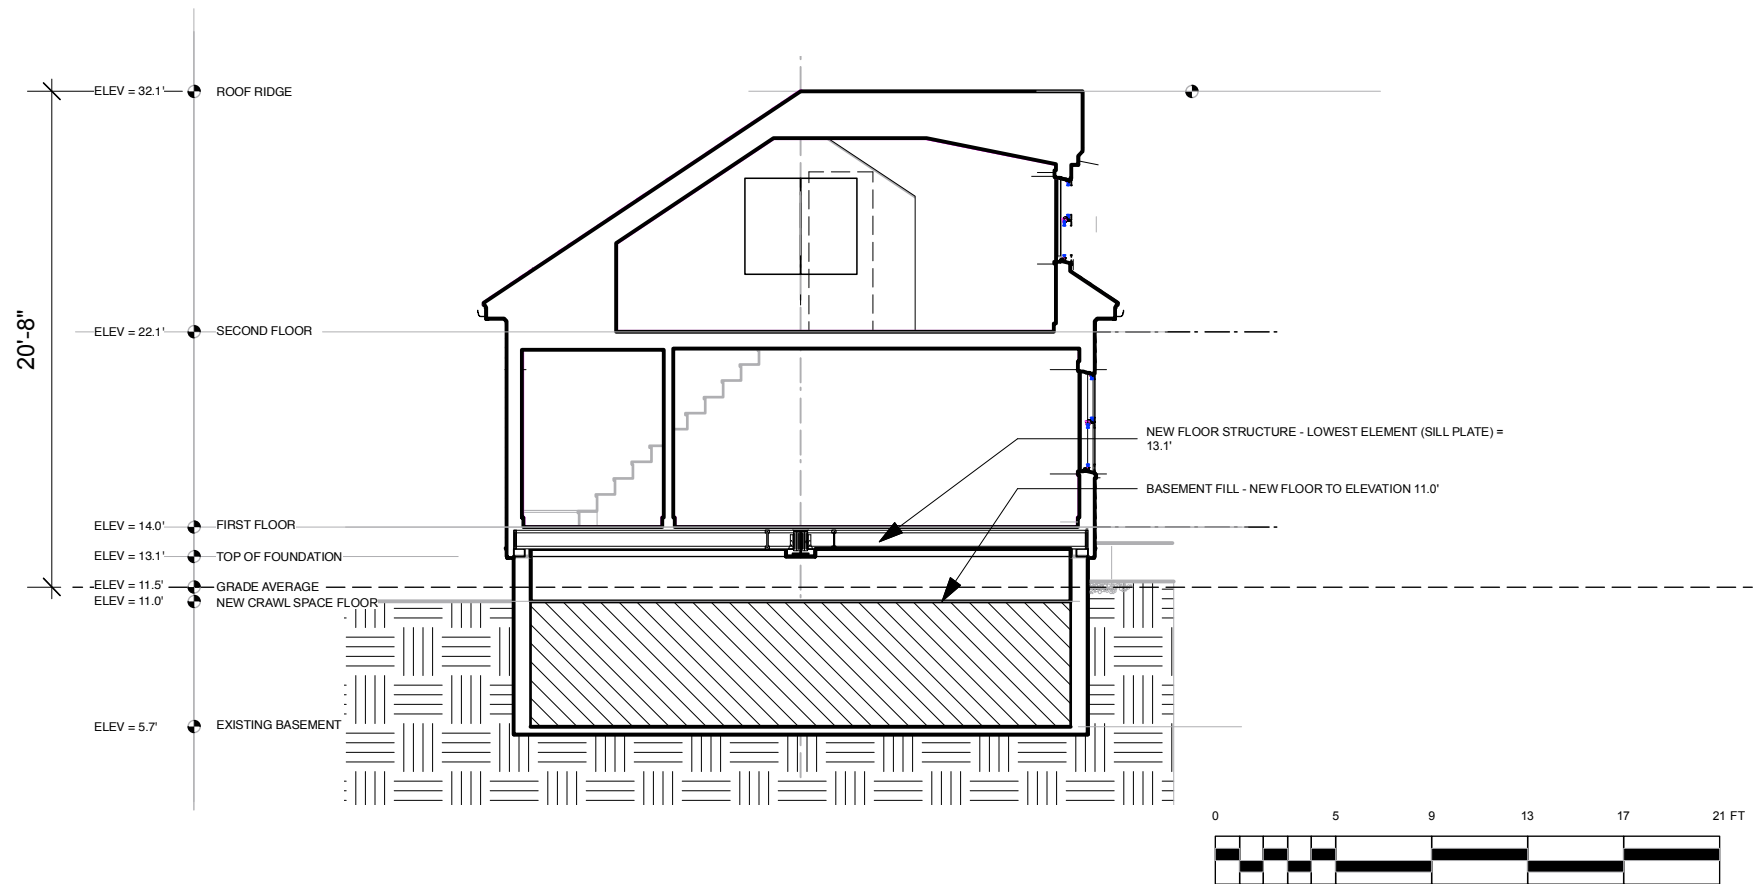 ELEV = 32.1' ROOF RIDGE
20'-8"
ELEV = 22.1' SECOND FLOOR
NEW FLOOR STRUCTURE - LOWEST ELEMENT (SILL PLATE) =
13.1'
BASEMENT FILL - NEW FLOOR TO ELEVATION 11.0'
ELEV = 14.0' FIRST FLOOR
ELEV = 13.1' TOP OF FOUNDATION
ELEV = 11.5' GRADE AVERAGE
ELEV = 11.0' NEW CRAWL SPACE FLOOR
ELEV = 5.7' EXISTING BASEMENT
0 5 9 13 17 21 FT